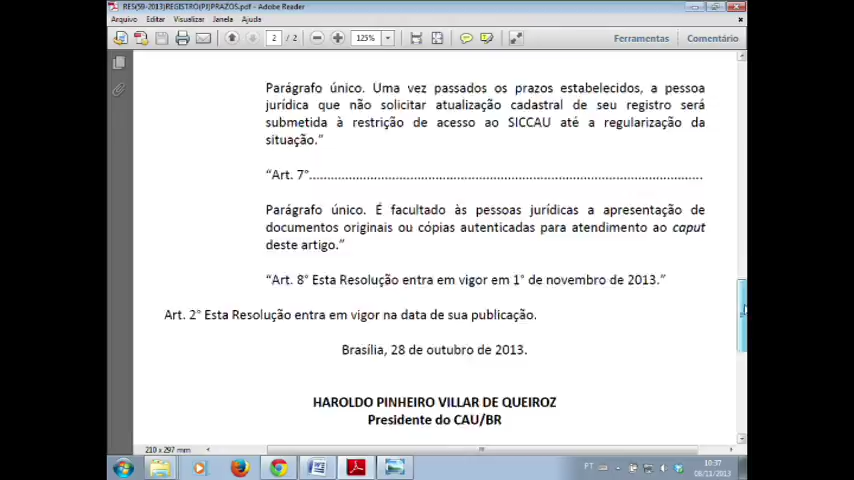 RES(59-2013)REGISTRO(PJ)PRAZOS.pdf - Adobe Reader
Arquivo Editar Visualizar Janela Ajuda
2 / 2 125% Ferramentas Comentário
Parágrafo único. Uma vez passados os prazos estabelecidos, a pessoa
jurídica que não solicitar atualização cadastral de seu registro será
submetida à restrição de acesso ao SICCAU até a regularização da
situação.”
“Art. 7°..........................................................................................................
Parágrafo único. É facultado às pessoas jurídicas a apresentação de
documentos originais ou cópias autenticadas para atendimento ao caput
deste artigo.”
“Art. 8° Esta Resolução entra em vigor em 1° de novembro de 2013.”
Art. 2° Esta Resolução entra em vigor na data de sua publicação.
Brasília, 28 de outubro de 2013.
HAROLDO PINHEIRO VILLAR DE QUEIROZ
Presidente do CAU/BR
210 x 297 mm
PT 10:37
08/11/2013